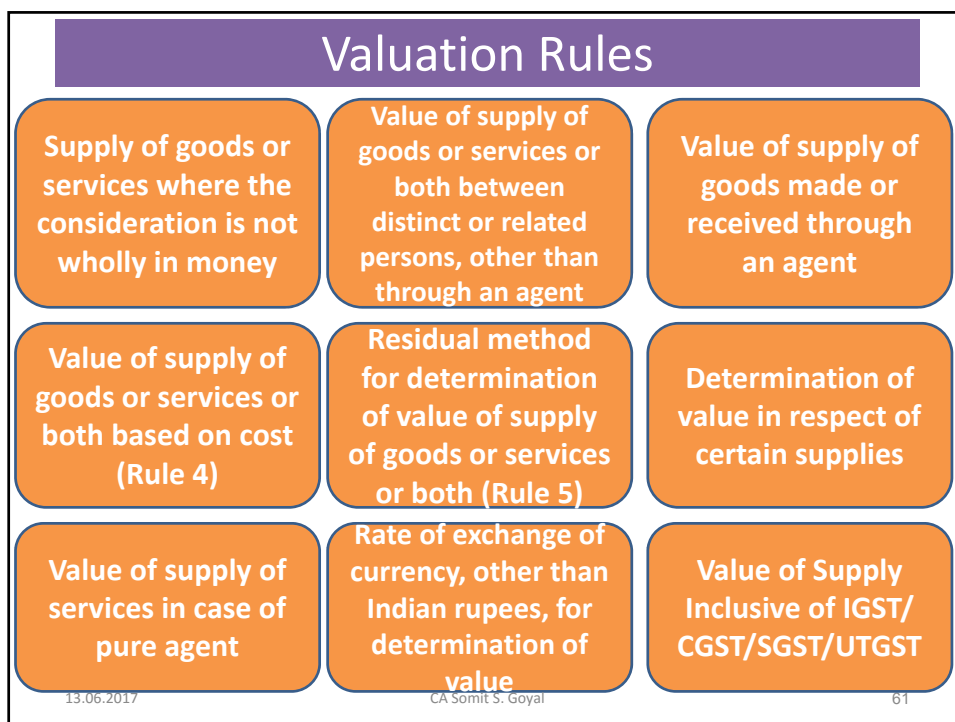 Valuation Rules
Supply of goods or
services where the
consideration is not
wholly in money
Value of supply of
goods or services or
both between
distinct or related
persons, other than
through an agent
Value of supply of
goods made or
received through
an agent
Value of supply of
goods or services or
both based on cost
(Rule 4)
Residual method
for determination
of value of supply
of goods or services
or both (Rule 5)
Determination of
value in respect of
certain supplies
Value of supply of
services in case of
pure agent
Rate of exchange of
currency, other than
Indian rupees, for
determination of
value
Value of Supply
Inclusive of IGST/
CGST/SGST/UTGST
13.06.2017
CA Somit S. Goyal
61